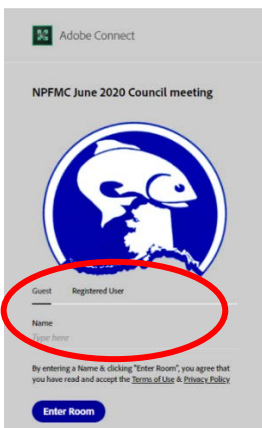 Adobe Connect
NPFMC June 2020 Council meeting
Guest Registered User
Name
Type here
By entering a Name & clicking "Enter Room", you agree that
you have read and accept the Terms of Use & Privacy Policy
Enter Room